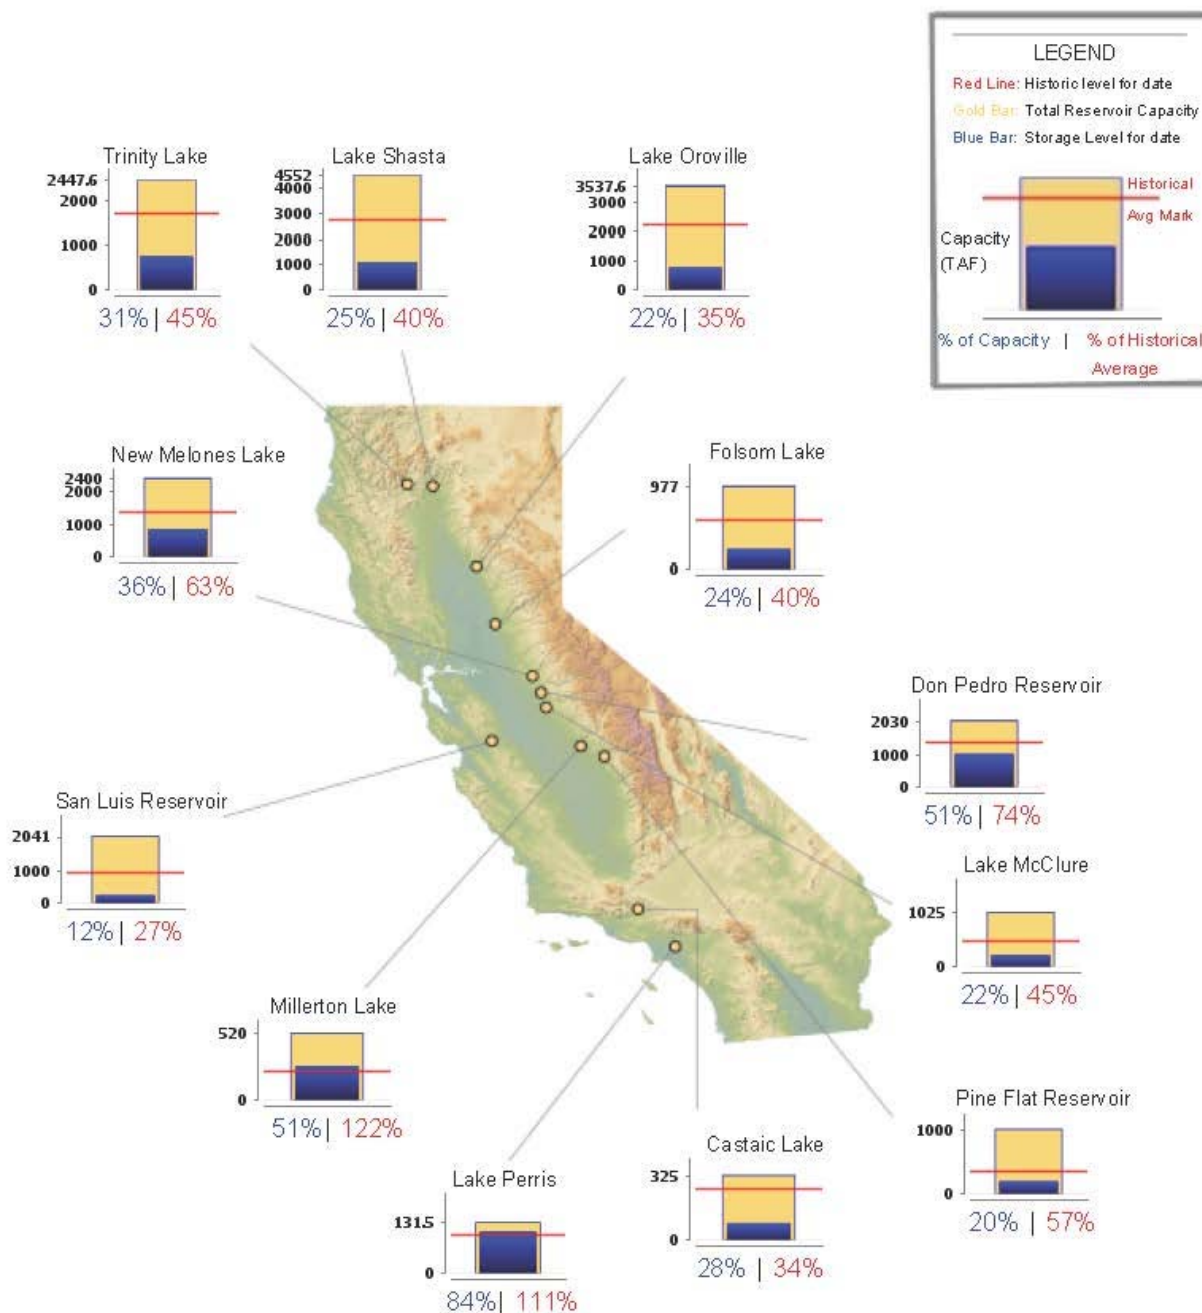 LEGEND
Red Line: Historic level for date
Gold Bar: Total Reservoir Capacity
Blue Bar: Storage Level for date
Historical
Avg Mark
Capacity
(TAF)
% of Capacity | % of Historical
Average
Trinity Lake
2447.6
2000
1000
0
31% | 45%
Lake Shasta
4552
4000
3000
2000
1000
0
25% | 40%
Lake Oroville
3537.6
3000
2000
1000
0
22% | 35%
New Melones Lake
2400
2000
1000
0
36% | 63%
Folsom Lake
977
0
24% | 40%
Don Pedro Reservoir
2030
1000
0
51% | 74%
San Luis Reservoir
2041
1000
0
12% | 27%
Lake McClure
1025
0
22% | 45%
Millerton Lake
520
0
51% | 122%
Pine Flat Reservoir
1000
0
20% | 57%
Castaic Lake
325
0
28% | 34%
Lake Perris
131.5
0
84% | 111%